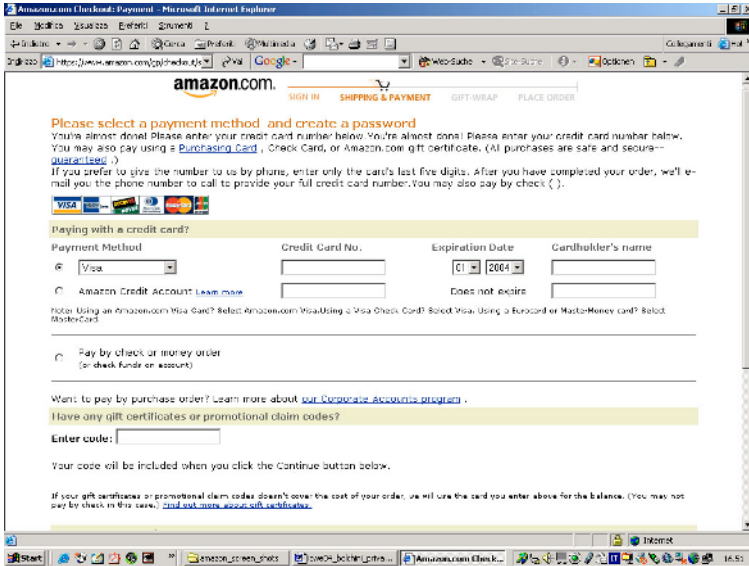 Amazon.com Checkout: Payment - Microsoft Internet Explorer
File Modifica Visualizza Preferiti Strumenti ?
Indietro Cerca Preferiti Multimedia Collegamenti
Indirizzo Vai Google Web-Suche Site-Suche Optionen
amazon.com.
SIGN IN SHIPPING & PAYMENT GIFT-WRAP PLACE ORDER
Please select a payment method and create a password
You're almost done! Please enter your credit card number below.You're almost done! Please enter your credit card number below.
You may also pay using a Purchasing Card , Check Card, or Amazon.com gift certificate. (All purchases are safe and secure--
guaranteed .)
If you prefer to give the number to us by phone, enter only the card's last five digits. After you have completed your order, we'll e-
mail you the phone number to call to provide your full credit card number.You may also pay by check ( ).
VISA
Paying with a credit card?
Payment Method Credit Card No. Expiration Date Cardholder's name
Visa 01 2004
Amazon Credit Account Learn more Does not expire
Note: Using an Amazon.com Visa Card? Select Amazon.com Visa.Using a Visa Check Card? Select Visa. Using a Eurocard or MasterMoney card? Select
MasterCard.
Pay by check or money order
(or check funds on account)
Want to pay by purchase order? Learn more about our Corporate Accounts program .
Have any gift certificates or promotional claim codes?
Enter code:
Your code will be included when you click the Continue button below.
If your gift certificates or promotional claim codes doesn't cover the cost of your order, we will use the card you enter above for the balance. (You may not
pay by check in this case.) Find out more about gift certificates.
Internet
Start amazon_screen_shots Amazon.com Check... IT 16.51